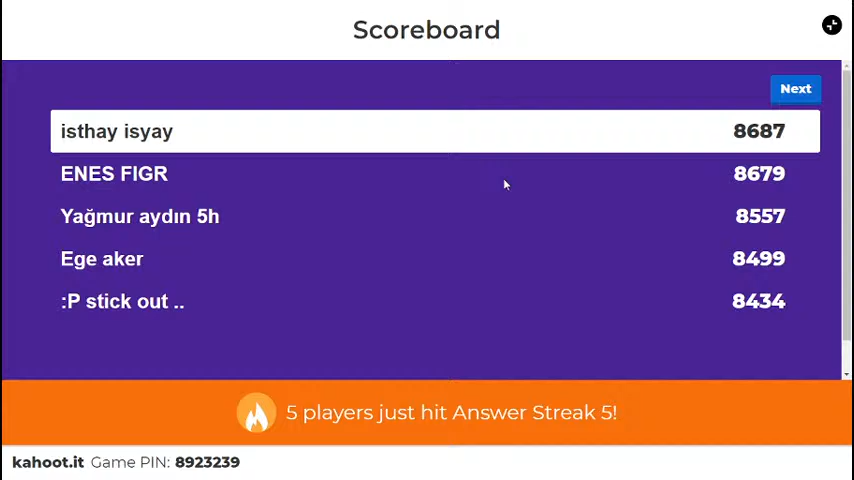 Scoreboard
Next
isthay isyay 8687
ENES FIGR 8679
Yağmur aydın 5h 8557
Ege aker 8499
:P stick out .. 8434
5 players just hit Answer Streak 5!
kahoot.it Game PIN: 8923239